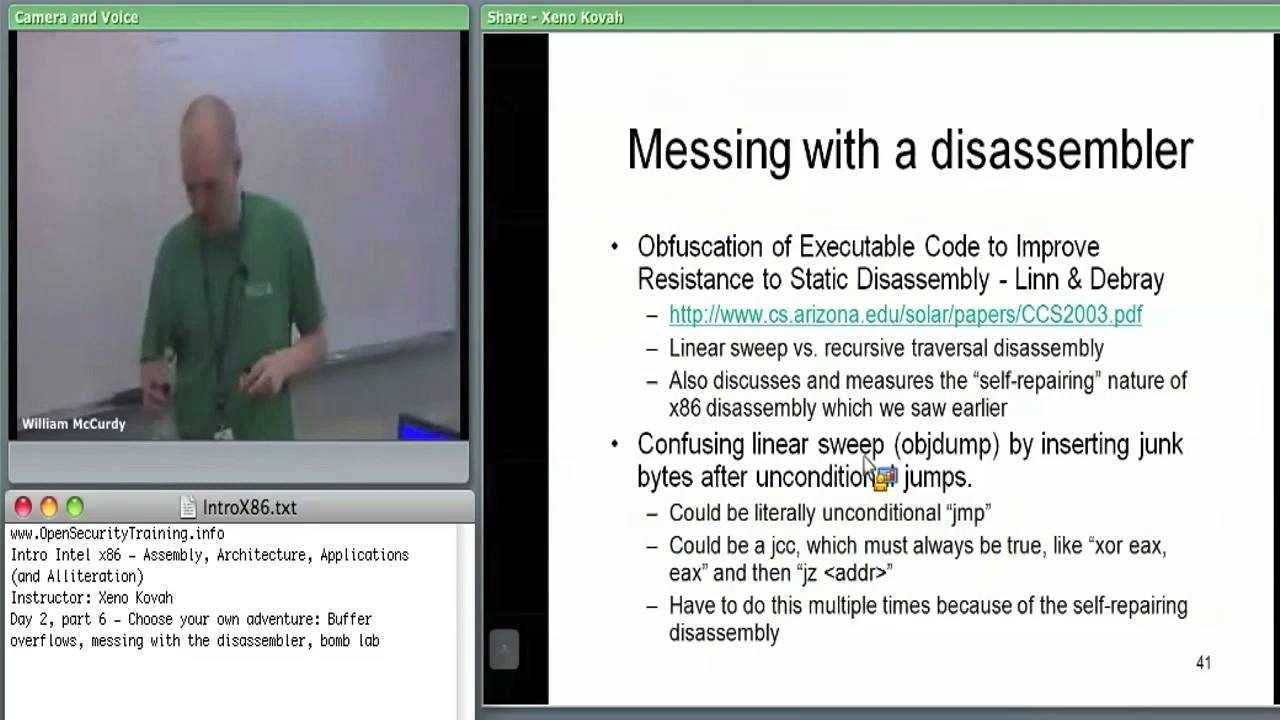 Camera and Voice
William McCurdy
IntroX86.txt
www.OpenSecurityTraining.info
Intro Intel x86 – Assembly, Architecture, Applications
(and Alliteration)
Instructor: Xeno Kovah
Day 2, part 6 – Choose your own adventure: Buffer
overflows, messing with the disassembler, bomb lab
Share - Xeno Kovah
Messing with a disassembler
• Obfuscation of Executable Code to Improve
Resistance to Static Disassembly - Linn & Debray
– http://www.cs.arizona.edu/solar/papers/CCS2003.pdf
– Linear sweep vs. recursive traversal disassembly
– Also discusses and measures the “self-repairing” nature of
x86 disassembly which we saw earlier
• Confusing linear sweep (objdump) by inserting junk
bytes after unconditional jumps.
– Could be literally unconditional “jmp”
– Could be a jcc, which must always be true, like “xor eax,
eax” and then “jz <addr>”
– Have to do this multiple times because of the self-repairing
disassembly
41